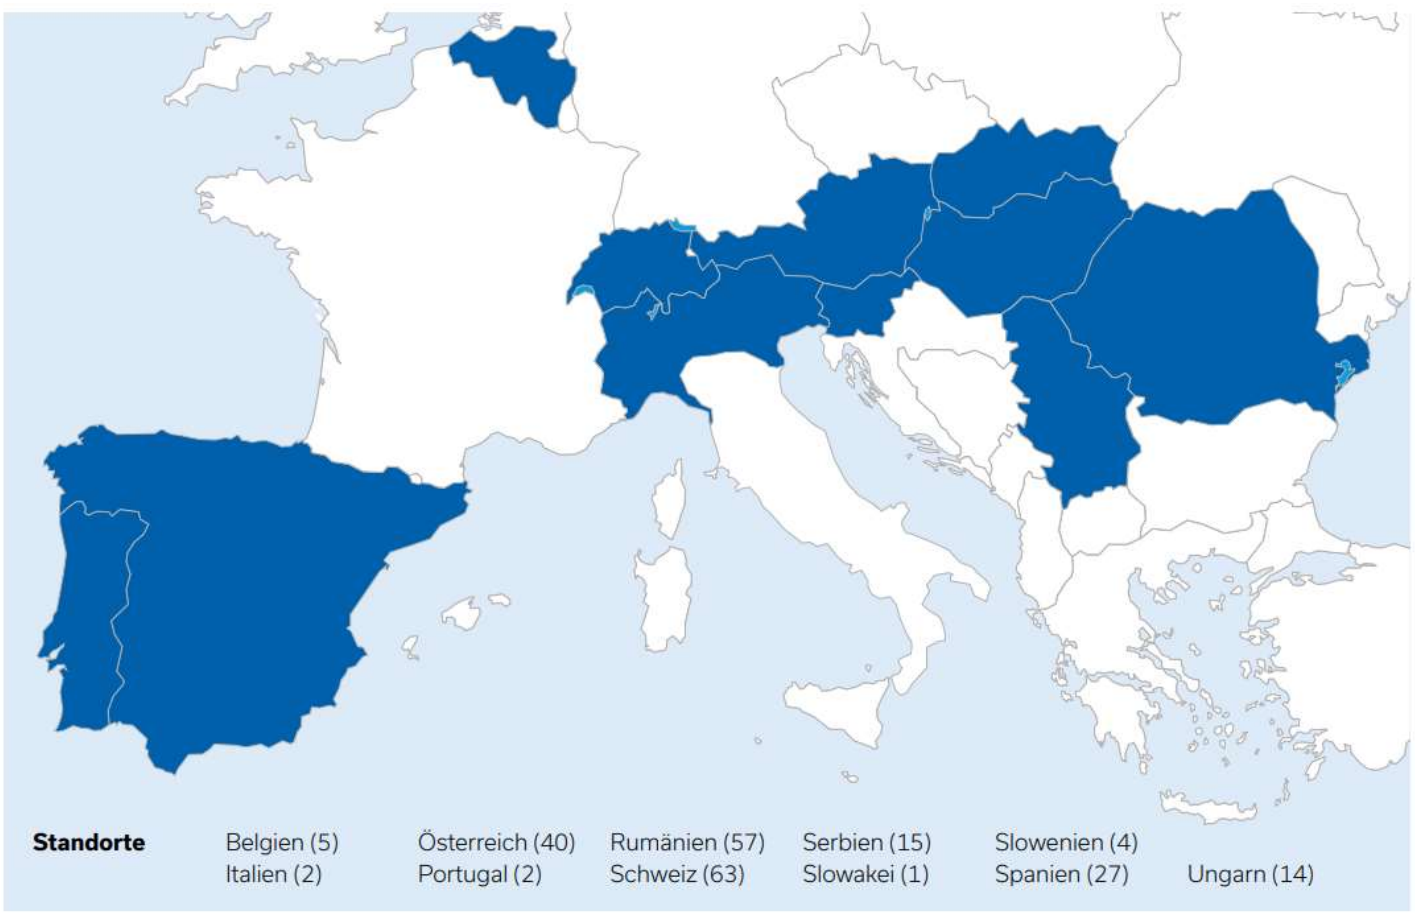 Standorte Belgien (5) Österreich (40) Rumänien (57) Serbien (15) Slowenien (4)
Italien (2) Portugal (2) Schweiz (63) Slowakei (1) Spanien (27) Ungarn (14)